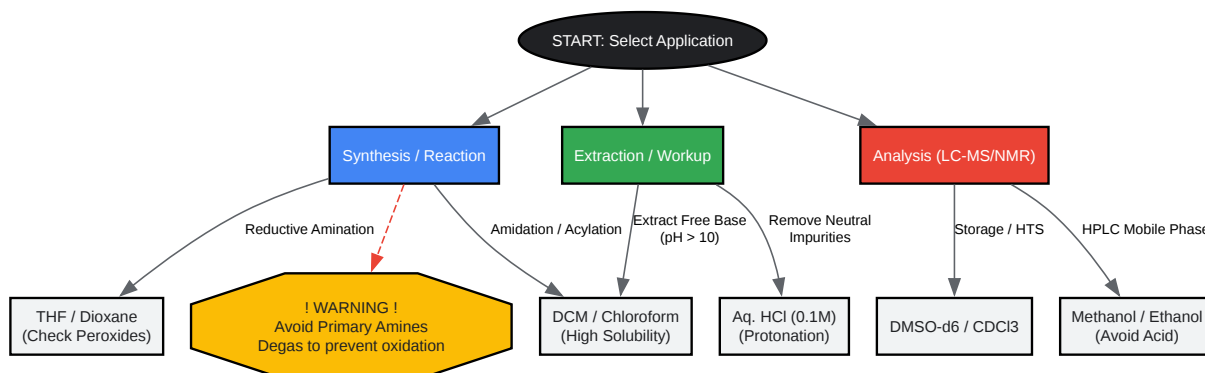 START: Select Application
Synthesis / Reaction
Extraction / Workup
Analysis (LC-MS/NMR)
Reductive Amination
Amidation / Acylation
Extract Free Base
(pH > 10)
Remove Neutral
Impurities
Storage / HTS
HPLC Mobile Phase
THF / Dioxane
(Check Peroxides)
! WARNING !
Avoid Primary Amines
Degas to prevent oxidation
DCM / Chloroform
(High Solubility)
Aq. HCl (0.1M)
(Protonation)
DMSO-d6 / CDCl3
Methanol / Ethanol
(Avoid Acid)